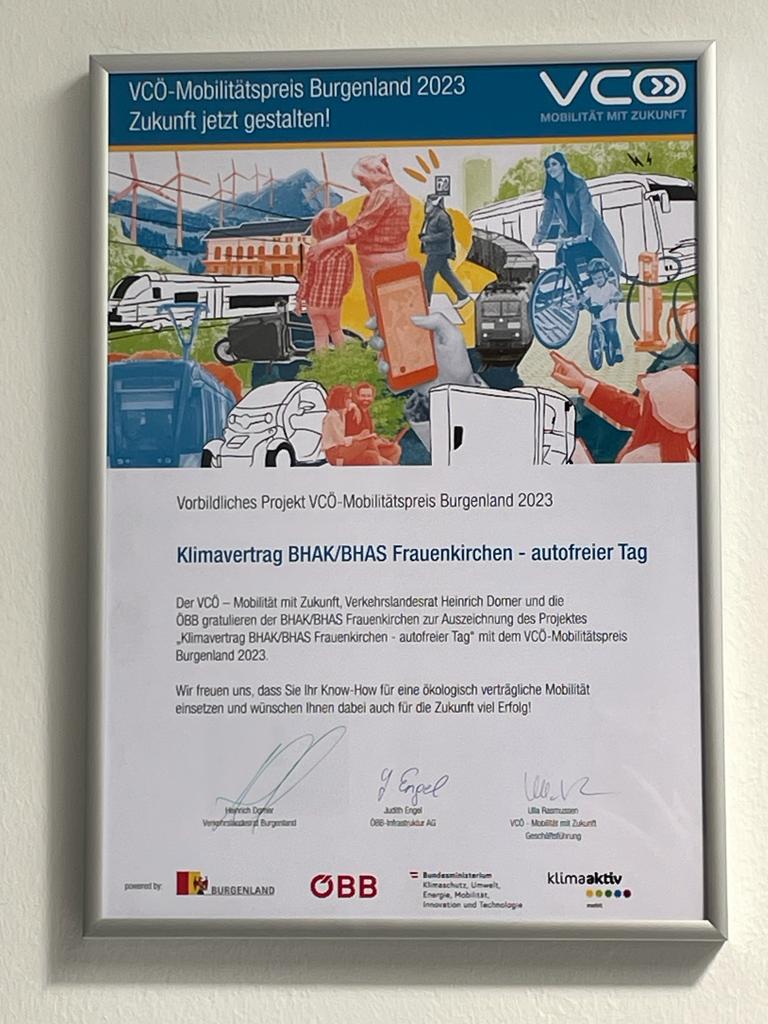 VCÖ-Mobilitätspreis Burgenland 2023
Zukunft jetzt gestalten!
VCÖ
MOBILITÄT MIT ZUKUNFT
Vorbildliches Projekt VCÖ-Mobilitätspreis Burgenland 2023
Klimavertrag BHAK/BHAS Frauenkirchen - autofreier Tag
Der VCÖ – Mobilität mit Zukunft, Verkehrslandesrat Heinrich Dorner und die
ÖBB gratulieren der BHAK/BHAS Frauenkirchen zur Auszeichnung des Projektes
„Klimavertrag BHAK/BHAS Frauenkirchen - autofreier Tag" mit dem VCÖ-Mobilitätspreis
Burgenland 2023.
Wir freuen uns, dass Sie Ihr Know-How für eine ökologisch verträgliche Mobilität
einsetzen und wünschen Ihnen dabei auch für die Zukunft viel Erfolg!
J Engel
Heinrich Dorner
Verkehrslandesrat Burgenland
Judith Engel
ÖBB-Infrastruktur AG
Ulla Rasmussen
VCÖ - Mobilität mit Zukunft
Geschäftsführung
powered by:
BURGENLAND
ÖBB
Bundesministerium
Klimaschutz, Umwelt,
Energie, Mobilität,
Innovation und Technologie
klimaaktiv
mobil